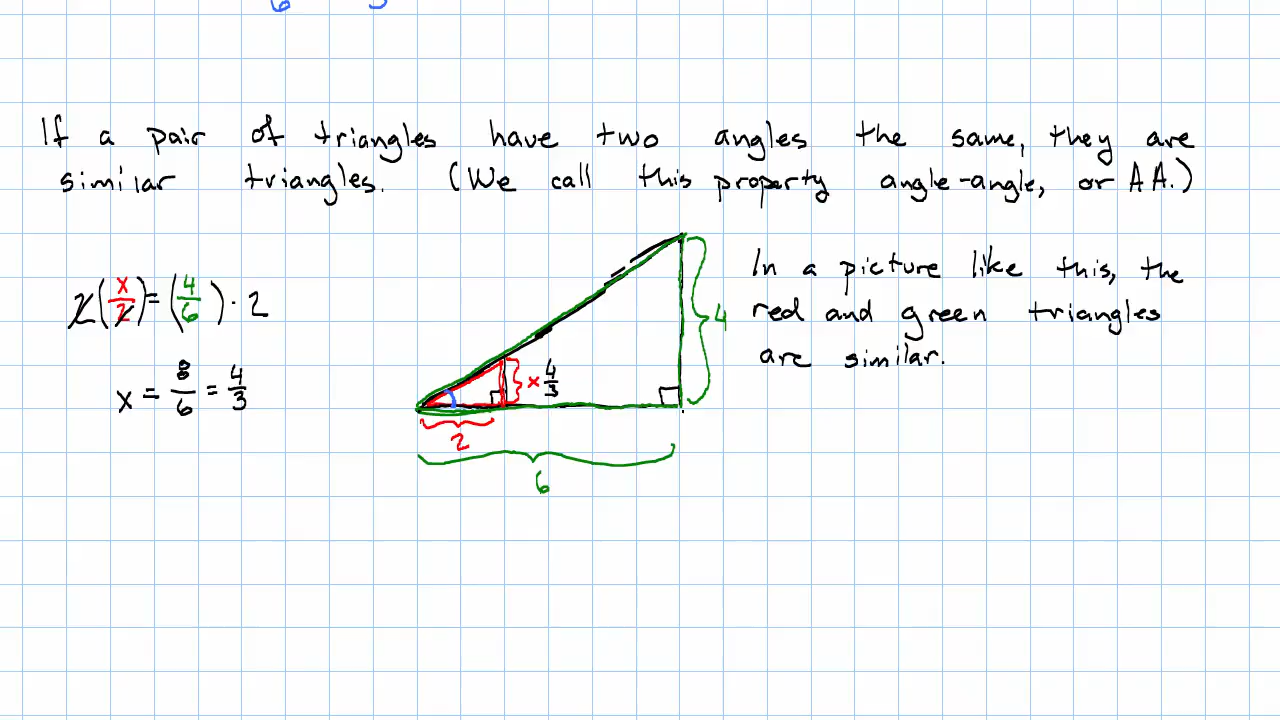 If a pair of triangles have two angles the same, they are
similar triangles. (We call this property angle-angle, or AA.)
In a picture like this, the
red and green triangles
are similar.
2(x/2) = (4/6) · 2
x = 8/6 = 4/3
x 4/3
4
2
6